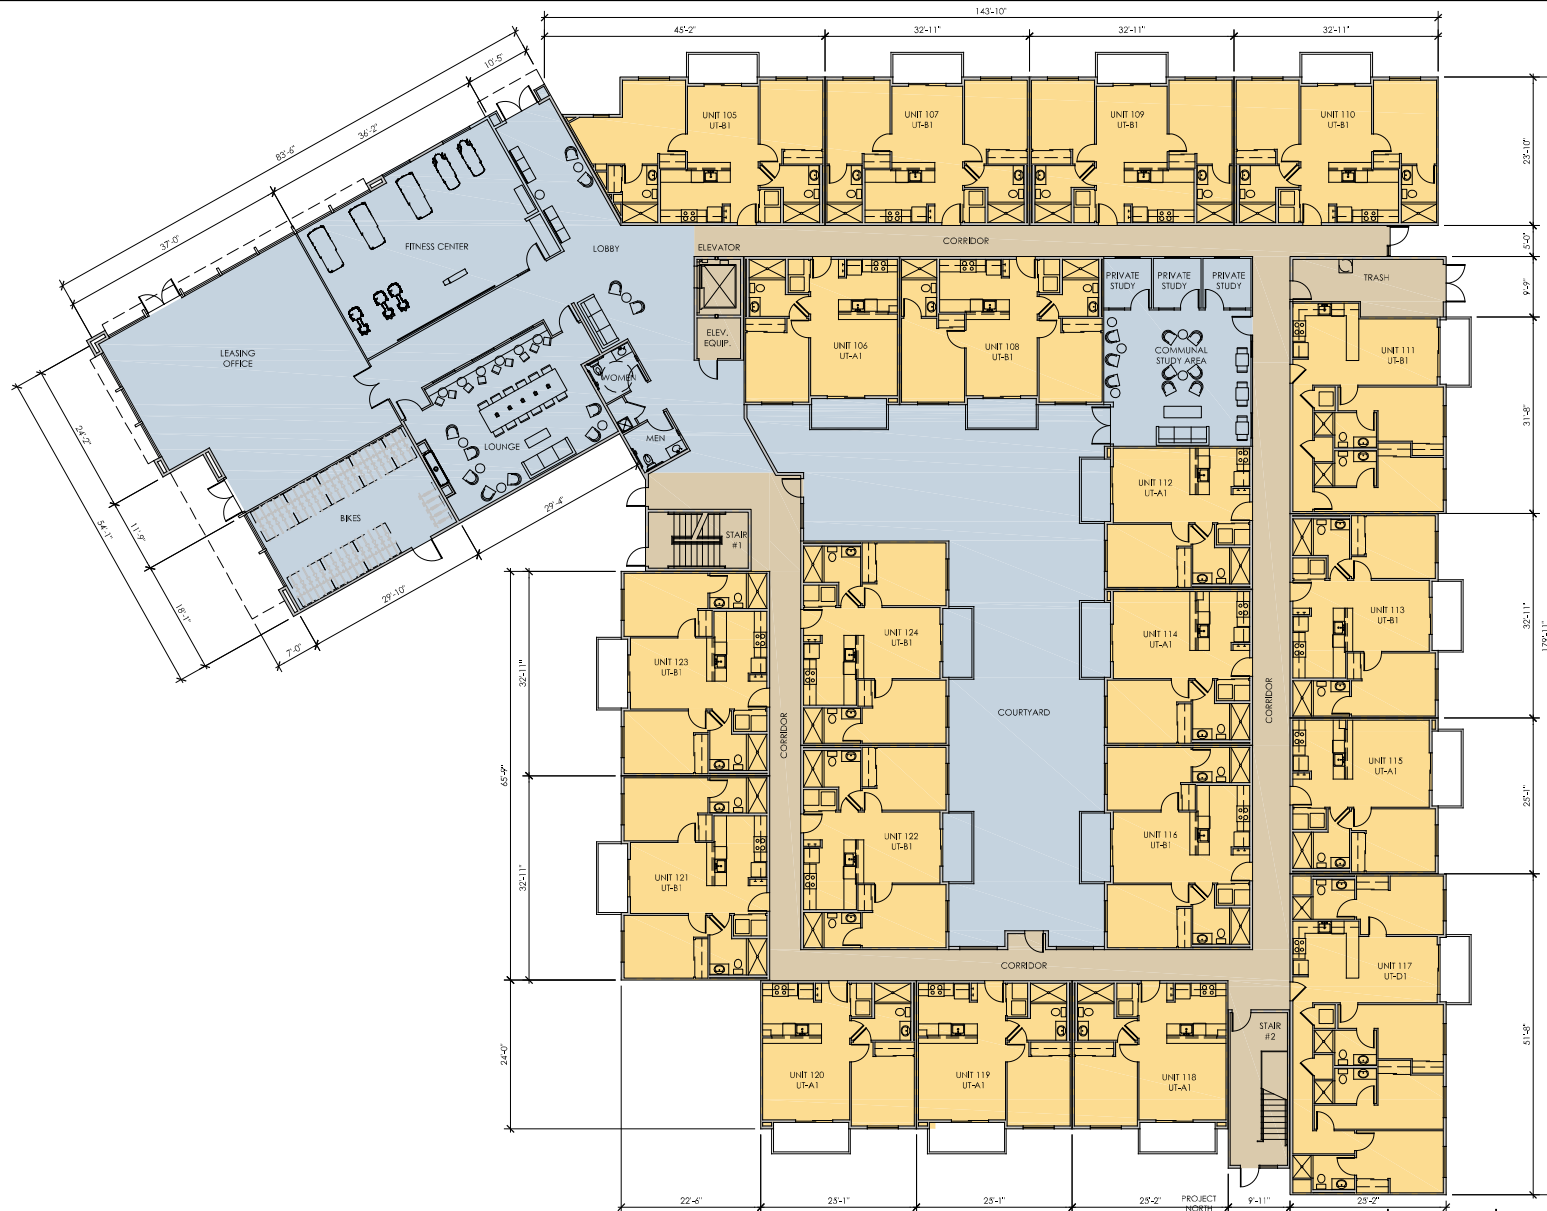 143'-10"
45'-2"
32'-11"
32'-11"
32'-11"
10'-5"
36'-2"
83'-6"
37'-0"
UNIT 105
UT-B1
UNIT 107
UT-B1
UNIT 109
UT-B1
UNIT 110
UT-B1
23'-10"
FITNESS CENTER
LOBBY
ELEVATOR
CORRIDOR
5'-0"
PRIVATE
STUDY
PRIVATE
STUDY
PRIVATE
STUDY
TRASH
9'-9"
ELEV.
EQUIP.
UNIT 106
UT-A1
UNIT 108
UT-B1
COMMUNAL
STUDY AREA
UNIT 111
UT-B1
LEASING
OFFICE
WOMEN
31'-8"
24'-2"
LOUNGE
MEN
UNIT 112
UT-A1
29'-4"
BIKES
STAIR
#1
54'-1"
11'-9"
29'-10"
18'-1"
7'-0"
UNIT 113
UT-B1
32'-11"
179'-11"
UNIT 124
UT-B1
UNIT 114
UT-A1
UNIT 123
UT-B1
32'-11"
COURTYARD
CORRIDOR
CORRIDOR
65'-9"
UNIT 115
UT-A1
25'-1"
UNIT 122
UT-B1
UNIT 116
UT-B1
UNIT 121
UT-B1
32'-11"
CORRIDOR
UNIT 117
UT-D1
STAIR
#2
51'-8"
24'-0"
UNIT 120
UT-A1
UNIT 119
UT-A1
UNIT 118
UT-A1
22'-6"
25'-1"
25'-1"
25'-2"
PROJECT
NORTH
9'-11"
25'-2"